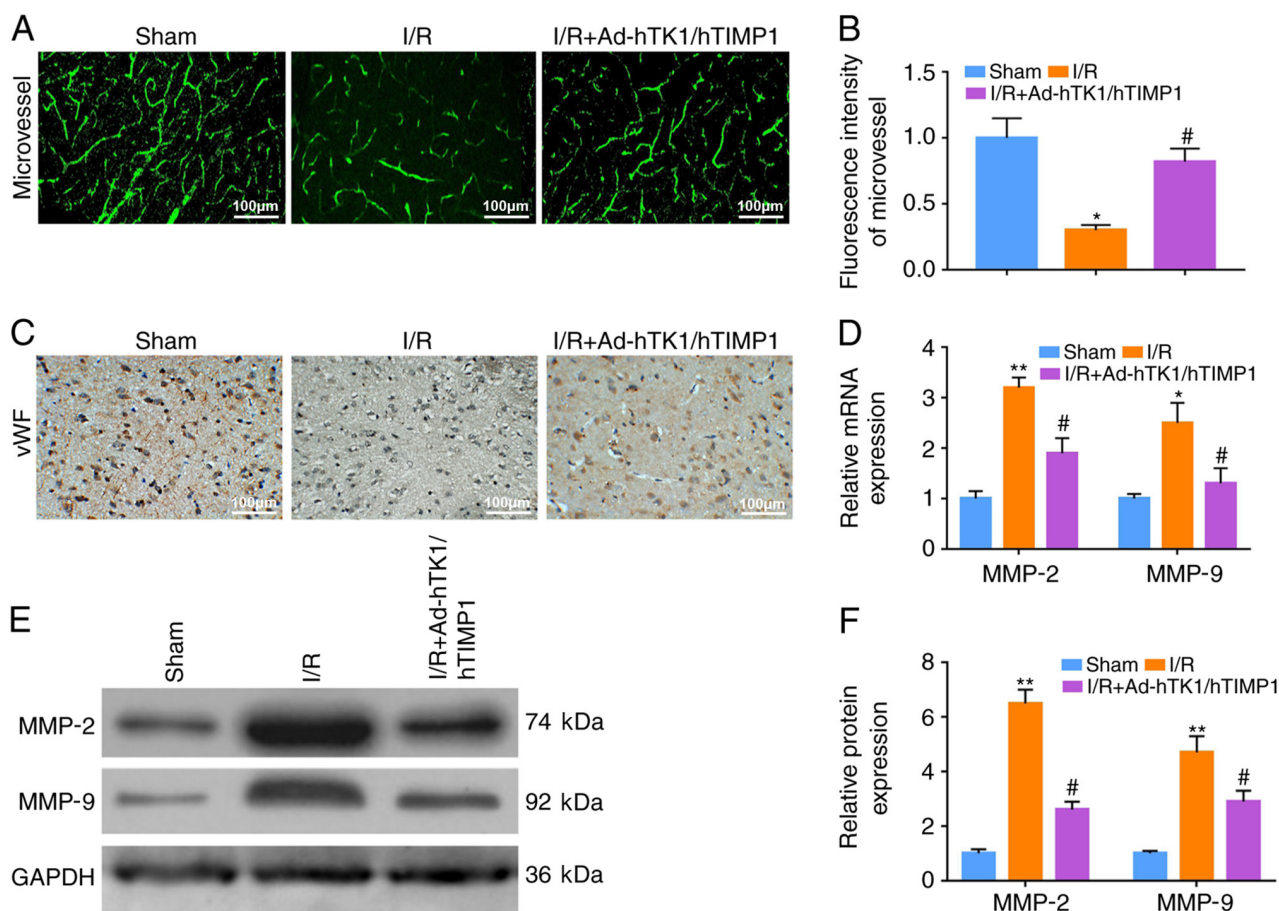 A
Sham
I/R
I/R+Ad-hTK1/hTIMP1
Microvessel
100μm
100μm
100μm
B
Fluorescence intensity
of microvessel
1.5
1.0
0.5
0.0
Sham
I/R
I/R+Ad-hTK1/hTIMP1
*
#
C
Sham
I/R
I/R+Ad-hTK1/hTIMP1
vWF
100μm
100μm
100μm
D
Relative mRNA
expression
4
3
2
1
0
Sham
I/R
I/R+Ad-hTK1/hTIMP1
**
#
*
#
MMP-2
MMP-9
E
Sham
I/R
I/R+Ad-hTK1/
hTIMP1
MMP-2
74 kDa
MMP-9
92 kDa
GAPDH
36 kDa
F
Relative protein
expression
8
6
4
2
0
Sham
I/R
I/R+Ad-hTK1/hTIMP1
**
#
**
#
MMP-2
MMP-9